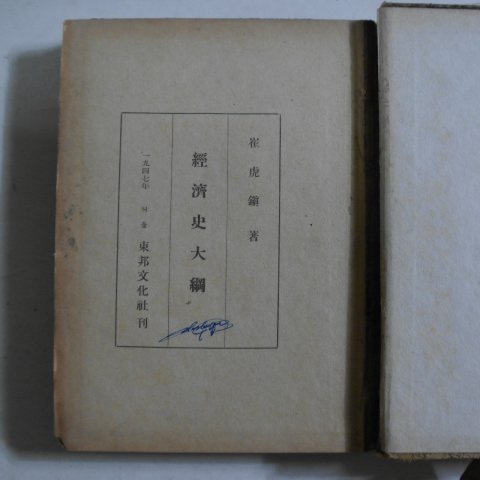 崔虎鎭著
經濟史大綱
一九四七年 서울 東邦文化社刊